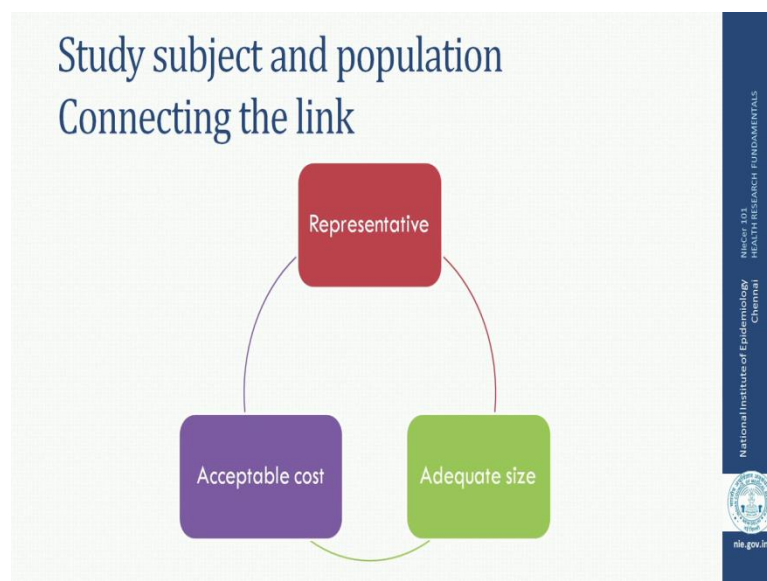 Study subject and population
Connecting the link
Representative
Acceptable cost
Adequate size
NIeCer 101
HEALTH RESEARCH FUNDAMENTALS
National Institute of Epidemiology
Chennai
nie.gov.in